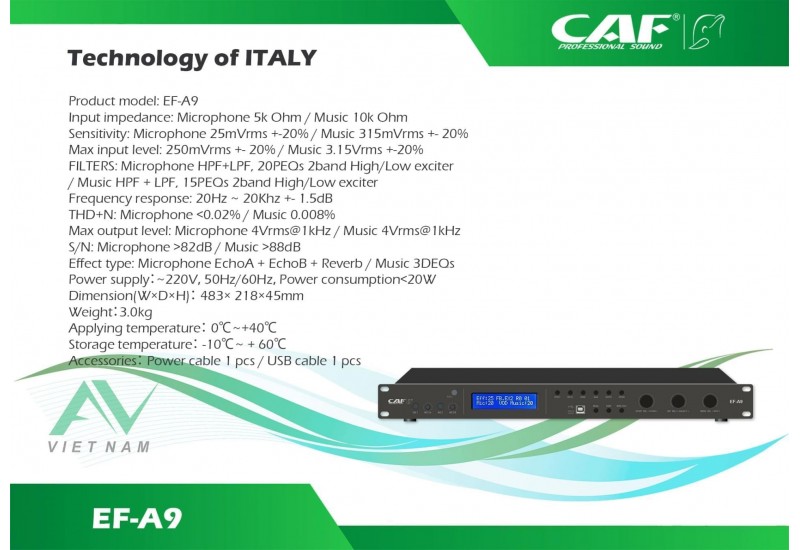 CAF®
PROFESSIONAL SOUND
Technology of ITALY
Product model: EF-A9
Input impedance: Microphone 5k Ohm / Music 10k Ohm
Sensitivity: Microphone 25mVrms +-20% / Music 315mVrms +- 20%
Max input level: 250mVrms +- 20% / Music 3.15Vrms +-20%
FILTERS: Microphone HPF+LPF, 20PEQs 2band High/Low exciter
/ Music HPF + LPF, 15PEQs 2band High/Low exciter
Frequency response: 20Hz ~ 20Khz +- 1.5dB
THD+N: Microphone <0.02% / Music 0.008%
Max output level: Microphone 4Vrms@1kHz / Music 4Vrms@1kHz
S/N: Microphone >82dB / Music >88dB
Effect type: Microphone EchoA + EchoB + Reverb / Music 3DEQs
Power supply：~220V, 50Hz/60Hz, Power consumption<20W
Dimension(W×D×H)：483× 218×45mm
Weight：3.0kg
Applying temperature：0℃~+40℃
Storage temperature：-10℃~ + 60℃
Accessories：Power cable 1 pcs / USB cable 1 pcs
AV
VIET NAM
CAF
EF-A9
EF-A9